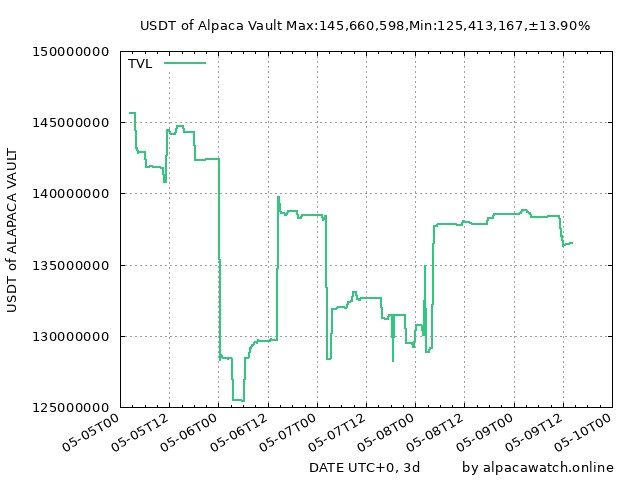 USDT of Alpaca Vault Max:145,660,598,Min:125,413,167,±13.90%
150000000
TVL
145000000
140000000
135000000
130000000
125000000
USDT of ALAPACA VAULT
05-05T00 05-05T12 05-06T00 05-06T12 05-07T00 05-07T12 05-08T00 05-08T12 05-09T00 05-09T12 05-10T00
DATE UTC+0, 3d by alpacawatch.online